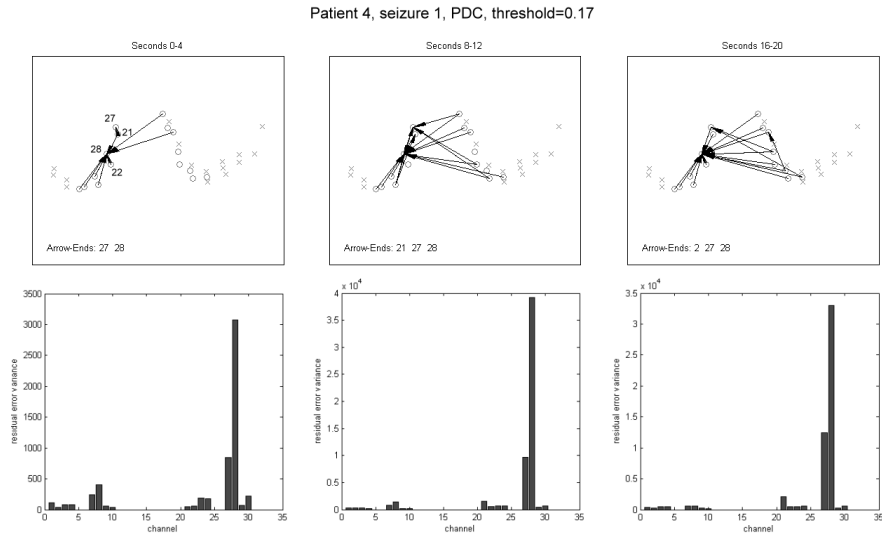 Patient 4, seizure 1, PDC, threshold=0.17
Seconds 0-4
27
21
28
22
Arrow-Ends: 27 28
Seconds 8-12
Arrow-Ends: 21 27 28
Seconds 16-20
Arrow-Ends: 2 27 28
3500
3000
2500
2000
1500
1000
500
0
0 5 10 15 20 25 30 35
channel
residual error variance
x 10^4
4
3.5
3
2.5
2
1.5
1
0.5
0
0 5 10 15 20 25 30 35
channel
residual error variance
x 10^4
3.5
3
2.5
2
1.5
1
0.5
0
0 5 10 15 20 25 30 35
channel
residual error variance